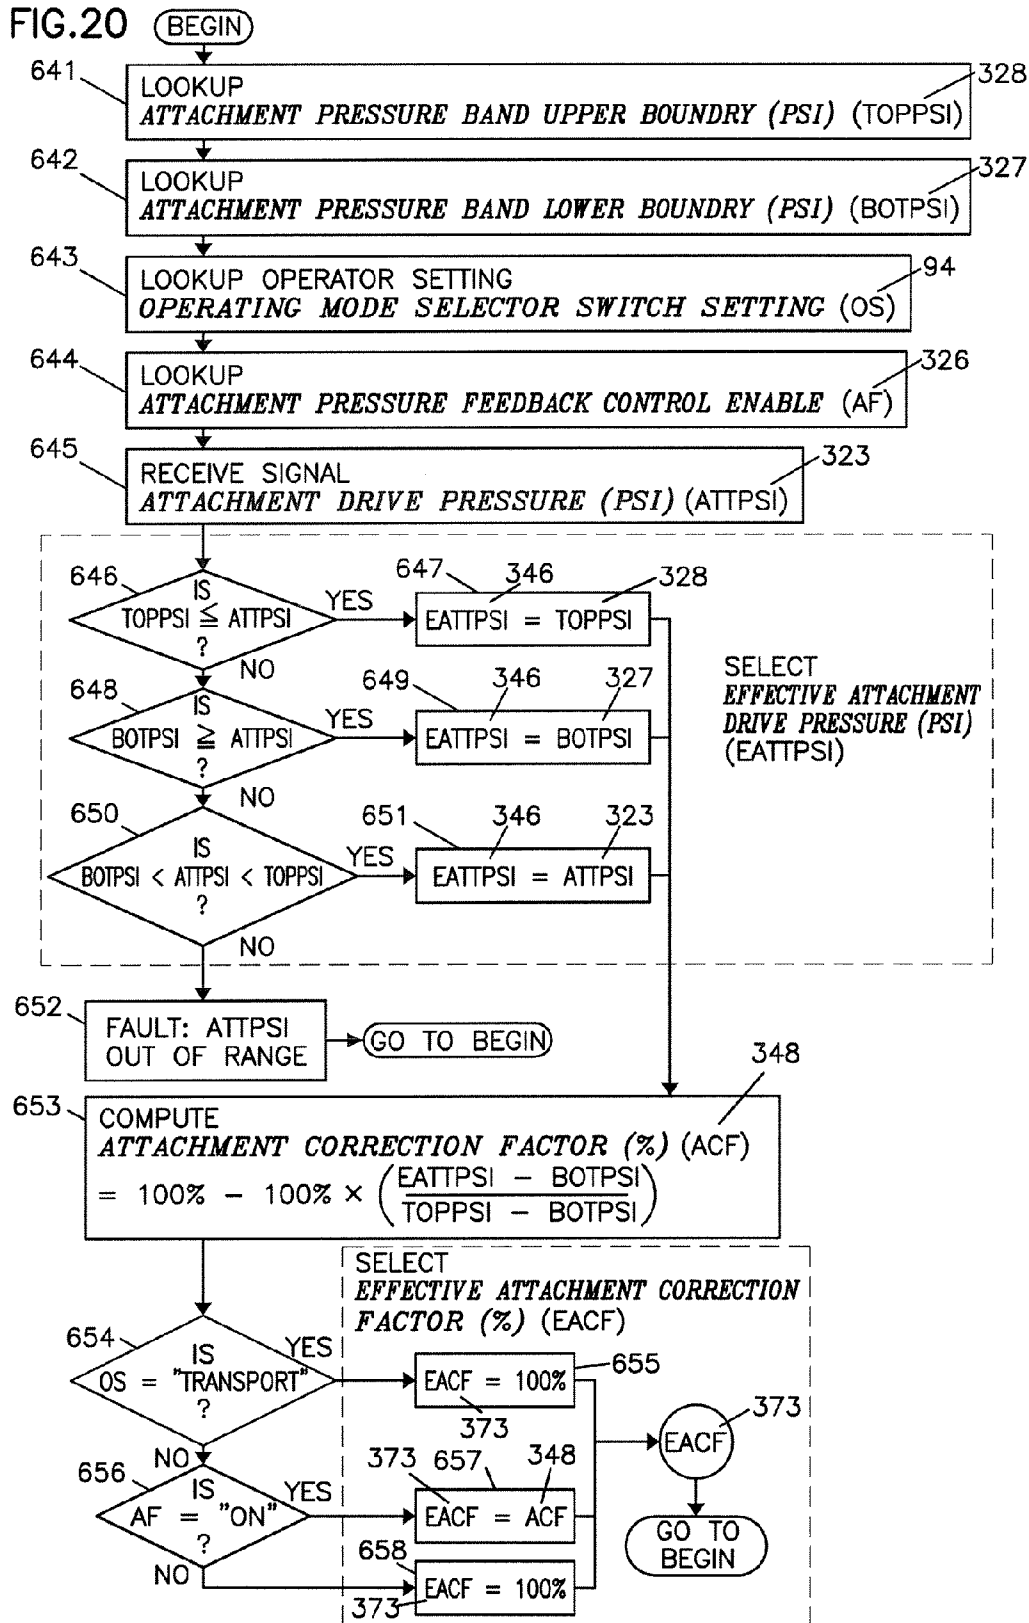 FIG.20
BEGIN
641
LOOKUP
328
ATTACHMENT PRESSURE BAND UPPER BOUNDRY (PSI) (TOPPSI)
642
LOOKUP
327
ATTACHMENT PRESSURE BAND LOWER BOUNDRY (PSI) (BOTPSI)
643
LOOKUP OPERATOR SETTING
94
OPERATING MODE SELECTOR SWITCH SETTING (OS)
644
LOOKUP
326
ATTACHMENT PRESSURE FEEDBACK CONTROL ENABLE (AF)
645
RECEIVE SIGNAL
323
ATTACHMENT DRIVE PRESSURE (PSI) (ATTPSI)
646
IS
TOPPSI ≦ ATTPSI
?
YES
NO
647
346
328
EATTPSI = TOPPSI
648
IS
BOTPSI ≧ ATTPSI
?
YES
NO
649
346
327
EATTPSI = BOTPSI
SELECT
EFFECTIVE ATTACHMENT
DRIVE PRESSURE (PSI)
(EATTPSI)
650
IS
BOTPSI < ATTPSI < TOPPSI
?
YES
NO
651
346
323
EATTPSI = ATTPSI
652
FAULT: ATTPSI
OUT OF RANGE
GO TO BEGIN
653
348
COMPUTE
ATTACHMENT CORRECTION FACTOR (%) (ACF)
= 100% - 100% × (EATTPSI - BOTPSI
TOPPSI - BOTPSI)
SELECT
EFFECTIVE ATTACHMENT CORRECTION
FACTOR (%) (EACF)
654
IS
OS = "TRANSPORT"
?
YES
NO
655
EACF = 100%
373
373
EACF
GO TO
BEGIN
656
IS
AF = "ON"
?
YES
NO
373
657
348
EACF = ACF
658
EACF = 100%
373